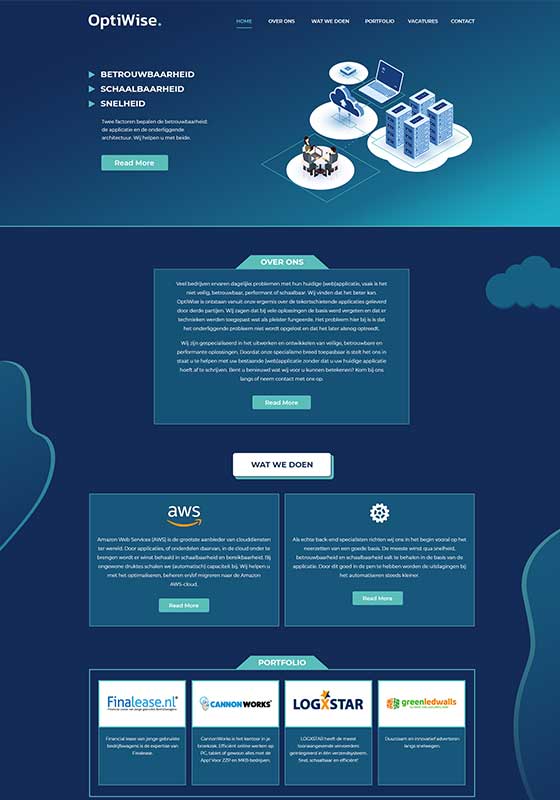 OptiWise.
HOME OVER ONS WAT WE DOEN PORTFOLIO VACATURES CONTACT
BETROUWBAARHEID
SCHAALBAARHEID
SNELHEID
Twee factoren bepalen de betrouwbaarheid:
de applicatie en de onderliggende
architectuur. Wij helpen u met beide.
Read More
OVER ONS
Veel bedrijven ervaren dagelijks problemen met hun huidige (web)applicatie, vaak is het
niet veilig, betrouwbaar, performant of schaalbaar. Wij vinden dat het beter kan.
OptiWise is ontstaan vanuit onze ergernis over de tekortschietende applicaties geleverd
door derde partijen. Wij zagen dat bij vele oplossingen de basis werd vergeten en dat er
technieken werden toegepast wat als pleister fungeerde. Het probleem hier bij is is dat
het onderliggende probleem niet wordt opgelost en dat het later alsnog optreedt.
Wij zijn gespecialiseerd in het uitwerken en ontwikkelen van veilige, betrouwbare en
performante oplossingen. Doordat onze specialisme breed toepasbaar is stelt het ons in
staat u te helpen met uw bestaande (web)applicatie zonder dat u uw huidige applicatie
hoeft af te schrijven. Bent u benieuwd wat wij voor u kunnen betekenen? Kom bij ons
langs of neem contact met ons op.
Read More
WAT WE DOEN
aws
Amazon Web Services (AWS) is de grootste aanbieder van clouddiensten
ter wereld. Door applicaties, of onderdelen daarvan, in de cloud onder te
brengen wordt er winst behaald in schaalbaarheid en bereikbaarheid. Bij
ongewone druktes schalen we (automatisch) capaciteit bij. Wij helpen u
met het optimaliseren, beheren en/of migreren naar de Amazon
AWS-cloud.
Read More
Als echte back-end specialisten richten wij ons in het begin vooral op het
neerzetten van een goede basis. De meeste winst qua snelheid,
betrouwbaarheid en schaalbaarheid valt te behalen in de basis van de
applicatie. Door dit goed in de pen te hebben worden de uitdagingen bij
het automatiseren steeds kleiner.
Read More
PORTFOLIO
Finalease.nl
Financial lease van jonge gebruikte
bedrijfswagens is de expertise van
Finalease.
CANNONWORKS
CannonWorks is het kantoor in je
broekzak. Efficiënt online werken op
PC, tablet of gewoon alles met de
App! Voor ZZP en MKB-bedrijven.
LOGXSTAR
LOGXSTAR heeft de meest
toonaangevende vervoerders
geïntegreerd in één verzendsysteem.
Snel, schaalbaar en efficiënt!
greenledwalls
Duurzaam en innovatief adverteren
langs snelwegen.